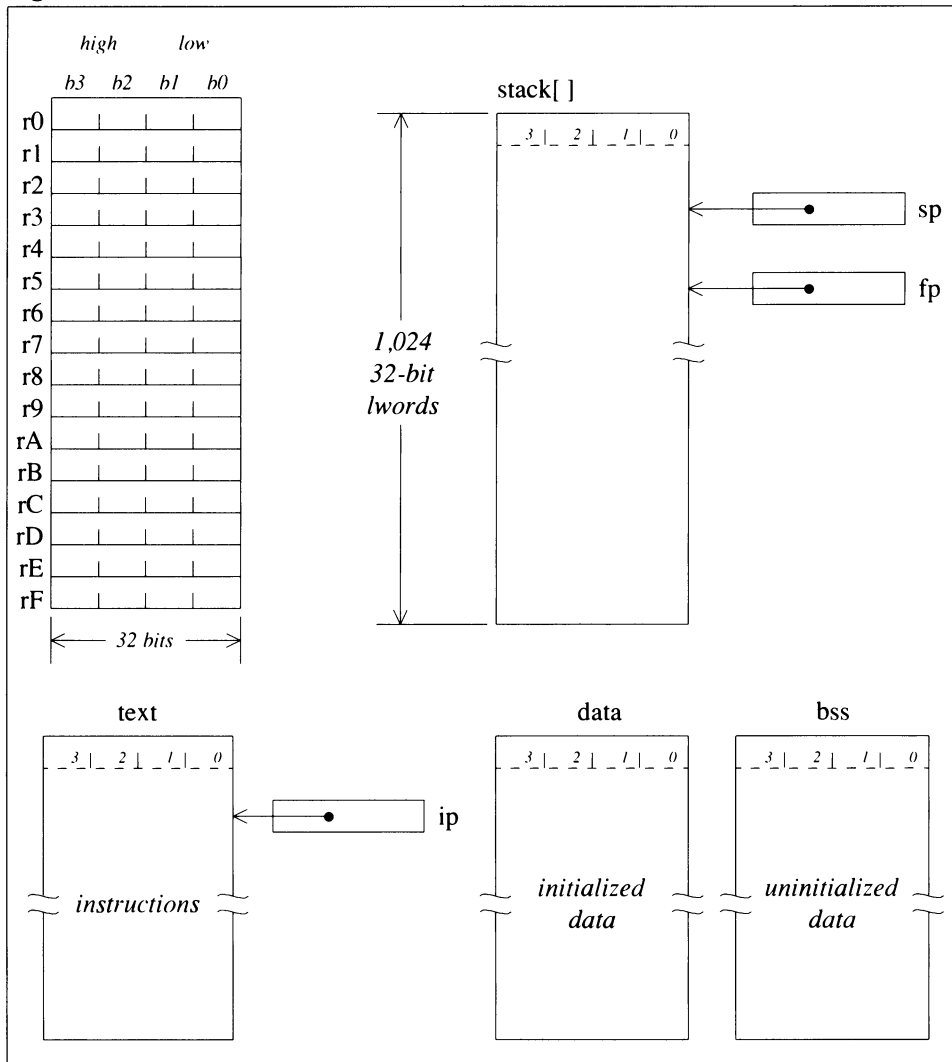 high low
b3 b2 b1 b0
r0
r1
r2
r3
r4
r5
r6
r7
r8
r9
rA
rB
rC
rD
rE
rF
32 bits
stack[ ]
3 2 1 0
1,024
32-bit
lwords
sp
fp
text
3 2 1 0
instructions
ip
data
3 2 1 0
initialized
data
bss
3 2 1 0
uninitialized
data